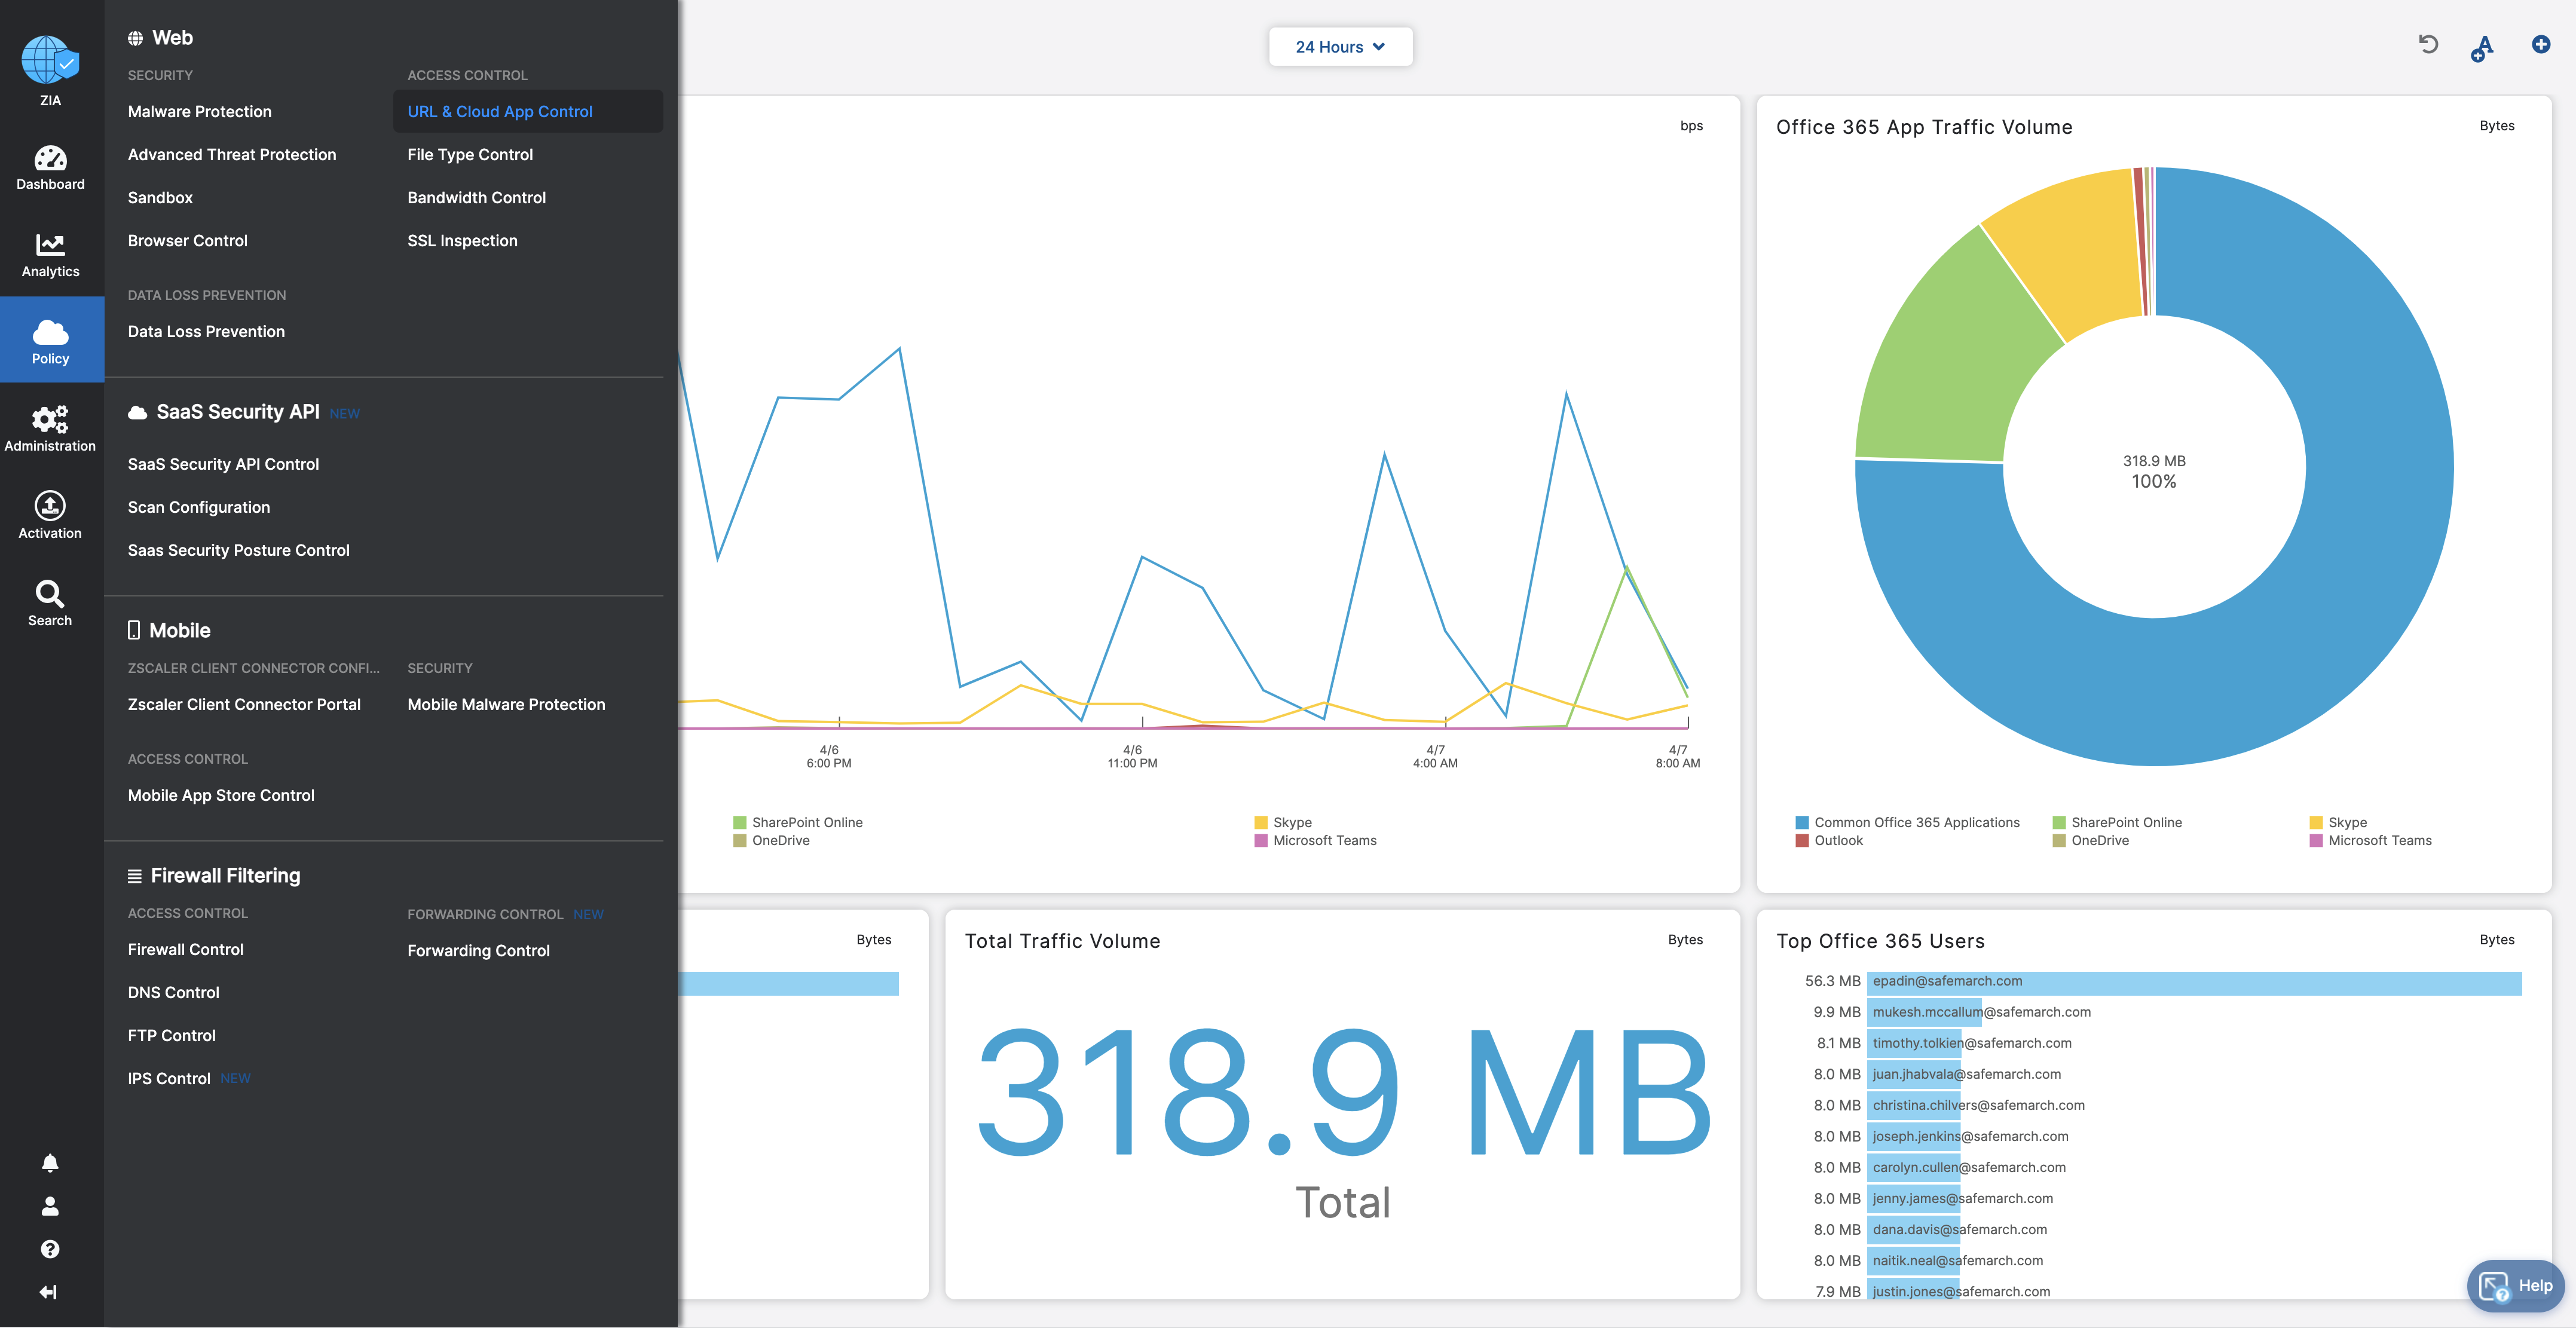 ZIA
Dashboard
Analytics
Policy
Administration
Activation
Search
Web
SECURITY
Malware Protection
Advanced Threat Protection
Sandbox
Browser Control
ACCESS CONTROL
URL & Cloud App Control
File Type Control
Bandwidth Control
SSL Inspection
DATA LOSS PREVENTION
Data Loss Prevention
SaaS Security API NEW
SaaS Security API Control
Scan Configuration
Saas Security Posture Control
Mobile
ZSCALER CLIENT CONNECTOR CONFI...
Zscaler Client Connector Portal
SECURITY
Mobile Malware Protection
ACCESS CONTROL
Mobile App Store Control
Firewall Filtering
ACCESS CONTROL
Firewall Control
DNS Control
FTP Control
IPS Control NEW
FORWARDING CONTROL NEW
Forwarding Control
24 Hours
bps
4/6
6:00 PM
4/6
11:00 PM
4/7
4:00 AM
4/7
8:00 AM
SharePoint Online
Skype
OneDrive
Microsoft Teams
Office 365 App Traffic Volume
Bytes
318.9 MB
100%
Common Office 365 Applications
SharePoint Online
Skype
Outlook
OneDrive
Microsoft Teams
Bytes
Total Traffic Volume
Bytes
318.9 MB
Total
Top Office 365 Users
Bytes
56.3 MB epadin@safemarch.com
9.9 MB mukesh.mccallum@safemarch.com
8.1 MB timothy.tolkien@safemarch.com
8.0 MB juan.jhabvala@safemarch.com
8.0 MB christina.chilvers@safemarch.com
8.0 MB joseph.jenkins@safemarch.com
8.0 MB carolyn.cullen@safemarch.com
8.0 MB jenny.james@safemarch.com
8.0 MB dana.davis@safemarch.com
8.0 MB naitik.neal@safemarch.com
7.9 MB justin.jones@safemarch.com
Help